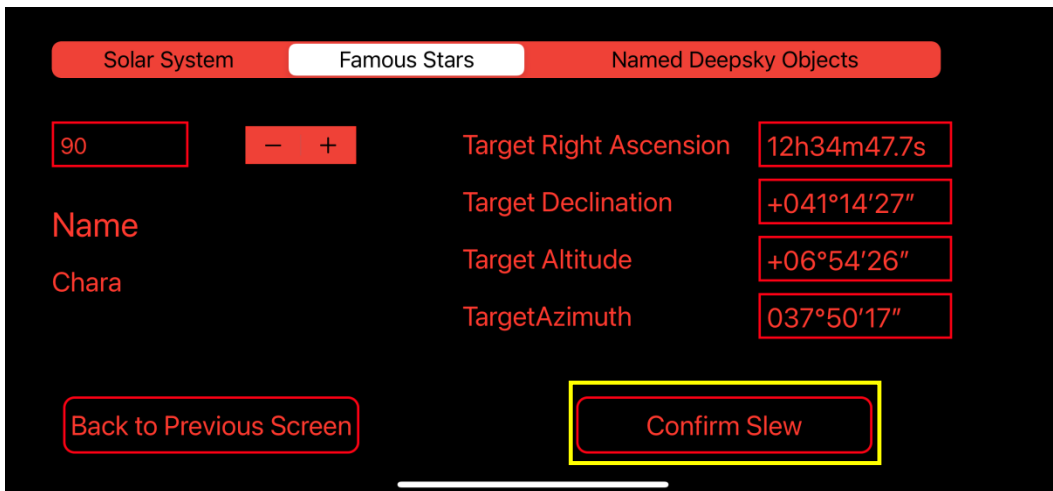 Solar System Famous Stars Named Deepsky Objects
90 − +
Name
Chara
Target Right Ascension 12h34m47.7s
Target Declination +041°14'27"
Target Altitude +06°54'26"
TargetAzimuth 037°50'17"
Back to Previous Screen Confirm Slew